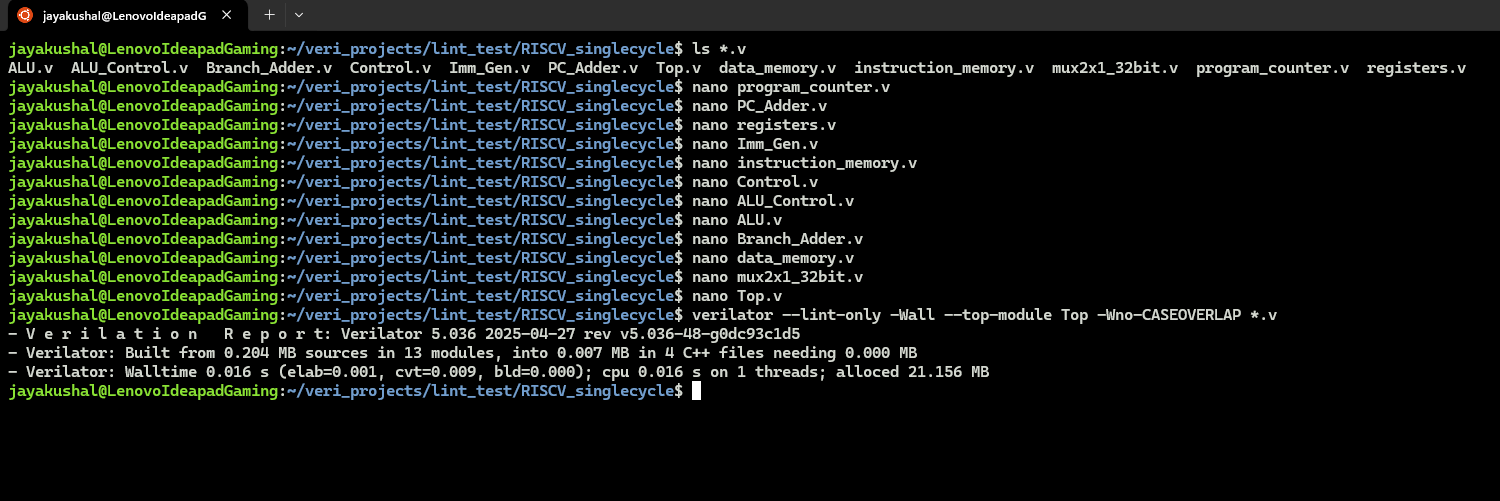 jayakushal@LenovoIdeapadG
jayakushal@LenovoIdeapadGaming:~/veri_projects/lint_test/RISCV_singlecycle$ ls *.v
ALU.v  ALU_Control.v  Branch_Adder.v  Control.v  Imm_Gen.v  PC_Adder.v  Top.v  data_memory.v  instruction_memory.v  mux2x1_32bit.v  program_counter.v  registers.v
jayakushal@LenovoIdeapadGaming:~/veri_projects/lint_test/RISCV_singlecycle$ nano program_counter.v
jayakushal@LenovoIdeapadGaming:~/veri_projects/lint_test/RISCV_singlecycle$ nano PC_Adder.v
jayakushal@LenovoIdeapadGaming:~/veri_projects/lint_test/RISCV_singlecycle$ nano registers.v
jayakushal@LenovoIdeapadGaming:~/veri_projects/lint_test/RISCV_singlecycle$ nano Imm_Gen.v
jayakushal@LenovoIdeapadGaming:~/veri_projects/lint_test/RISCV_singlecycle$ nano instruction_memory.v
jayakushal@LenovoIdeapadGaming:~/veri_projects/lint_test/RISCV_singlecycle$ nano Control.v
jayakushal@LenovoIdeapadGaming:~/veri_projects/lint_test/RISCV_singlecycle$ nano ALU_Control.v
jayakushal@LenovoIdeapadGaming:~/veri_projects/lint_test/RISCV_singlecycle$ nano ALU.v
jayakushal@LenovoIdeapadGaming:~/veri_projects/lint_test/RISCV_singlecycle$ nano Branch_Adder.v
jayakushal@LenovoIdeapadGaming:~/veri_projects/lint_test/RISCV_singlecycle$ nano data_memory.v
jayakushal@LenovoIdeapadGaming:~/veri_projects/lint_test/RISCV_singlecycle$ nano mux2x1_32bit.v
jayakushal@LenovoIdeapadGaming:~/veri_projects/lint_test/RISCV_singlecycle$ nano Top.v
jayakushal@LenovoIdeapadGaming:~/veri_projects/lint_test/RISCV_singlecycle$ verilator --lint-only -Wall --top-module Top -Wno-CASEOVERLAP *.v
- V e r i l a t i o n   R e p o r t: Verilator 5.036 2025-04-27 rev v5.036-48-g0dc93c1d5
- Verilator: Built from 0.204 MB sources in 13 modules, into 0.007 MB in 4 C++ files needing 0.000 MB
- Verilator: Walltime 0.016 s (elab=0.001, cvt=0.009, bld=0.000); cpu 0.016 s on 1 threads; alloced 21.156 MB
jayakushal@LenovoIdeapadGaming:~/veri_projects/lint_test/RISCV_singlecycle$